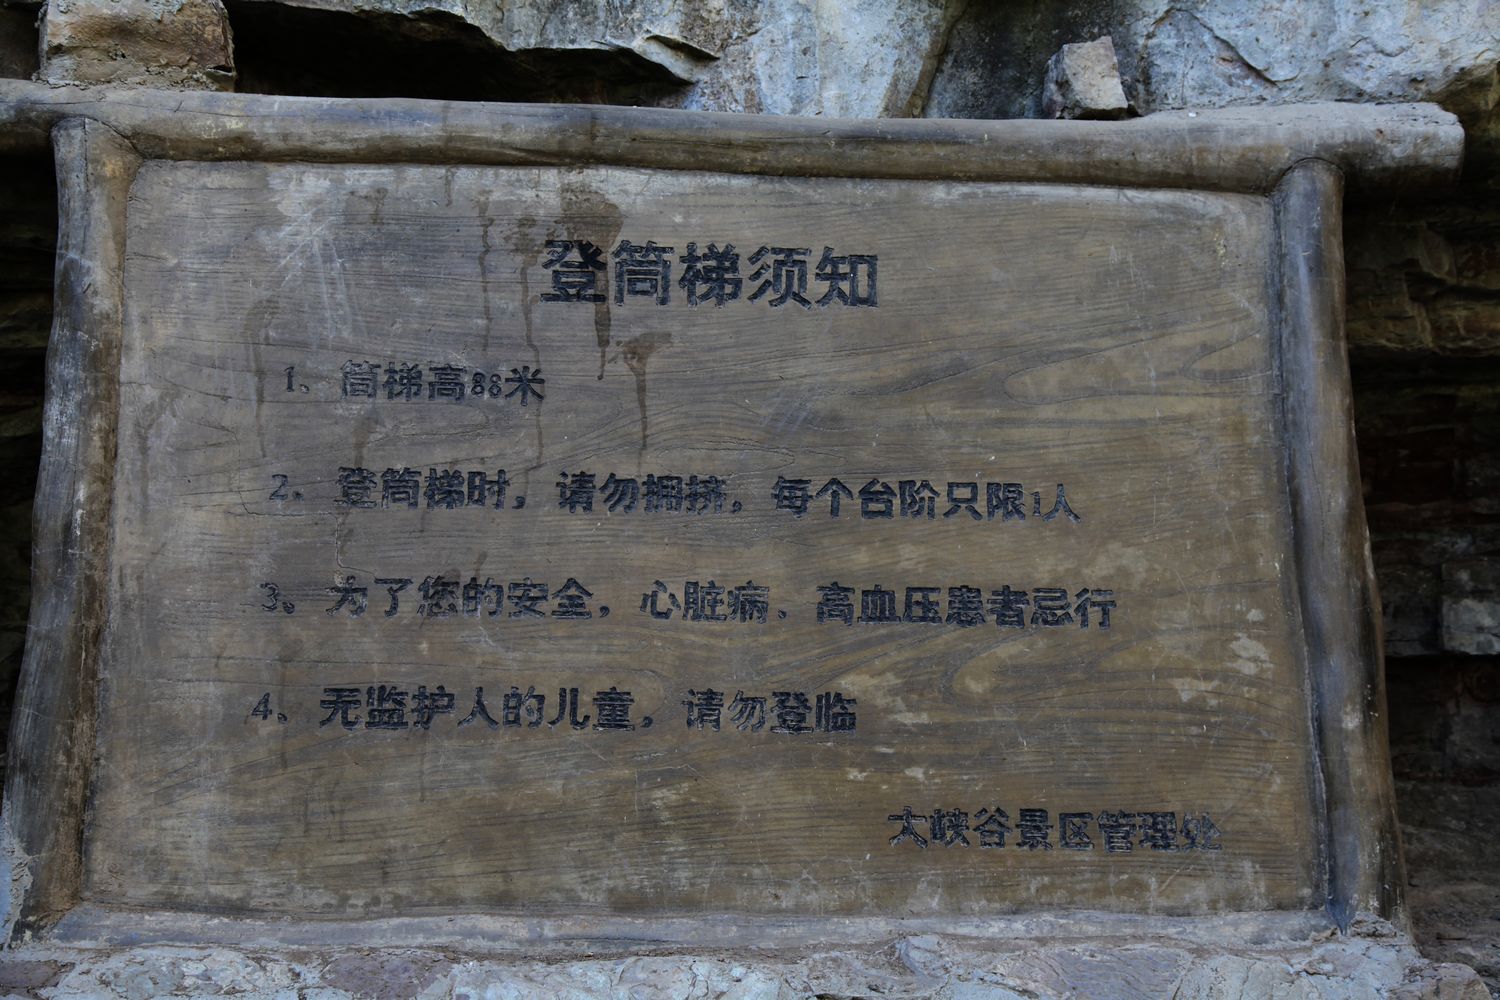 登筒梯须知
1、筒梯高88米
2、登筒梯时，请勿拥挤，每个台阶只限1人
3、为了您的安全，心脏病、高血压患者忌行
4、无监护人的儿童，请勿登临
大峡谷景区管理处